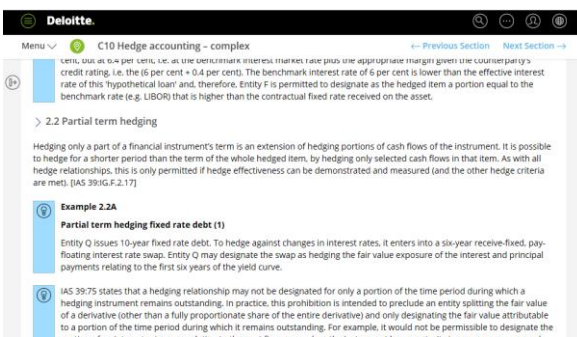 Deloitte.
Menu C10 Hedge accounting – complex ← Previous Section Next Section →
cent, but at 6.4 per cent, i.e. at the benchmark interest market rate plus the appropriate margin given the counterparty's
credit rating, i.e. the (6 per cent + 0.4 per cent). The benchmark interest rate of 6 per cent is lower than the effective interest
rate of this 'hypothetical loan' and, therefore, Entity F is permitted to designate as the hedged item a portion equal to the
benchmark rate (e.g. LIBOR) that is higher than the contractual fixed rate received on the asset.
> 2.2 Partial term hedging
Hedging only a part of a financial instrument's term is an extension of hedging portions of cash flows of the instrument. It is possible
to hedge for a shorter period than the term of the whole hedged item, by hedging only selected cash flows in that item. As with all
hedge relationships, this is only permitted if hedge effectiveness can be demonstrated and measured (and the other hedge criteria
are met). [IAS 39:IG.F.2.17]
Example 2.2A
Partial term hedging fixed rate debt (1)
Entity Q issues 10-year fixed rate debt. To hedge against changes in interest rates, it enters into a six-year receive-fixed, pay-
floating interest rate swap. Entity Q may designate the swap as hedging the fair value exposure of the interest and principal
payments relating to the first six years of the yield curve.
IAS 39:75 states that a hedging relationship may not be designated for only a portion of the time period during which a
hedging instrument remains outstanding. In practice, this prohibition is intended to preclude an entity splitting the fair value
of a derivative (other than a fully proportionate share of the entire derivative) and only designating the fair value attributable
to a portion of the time period during which it remains outstanding. For example, it would not be permissible to designate the